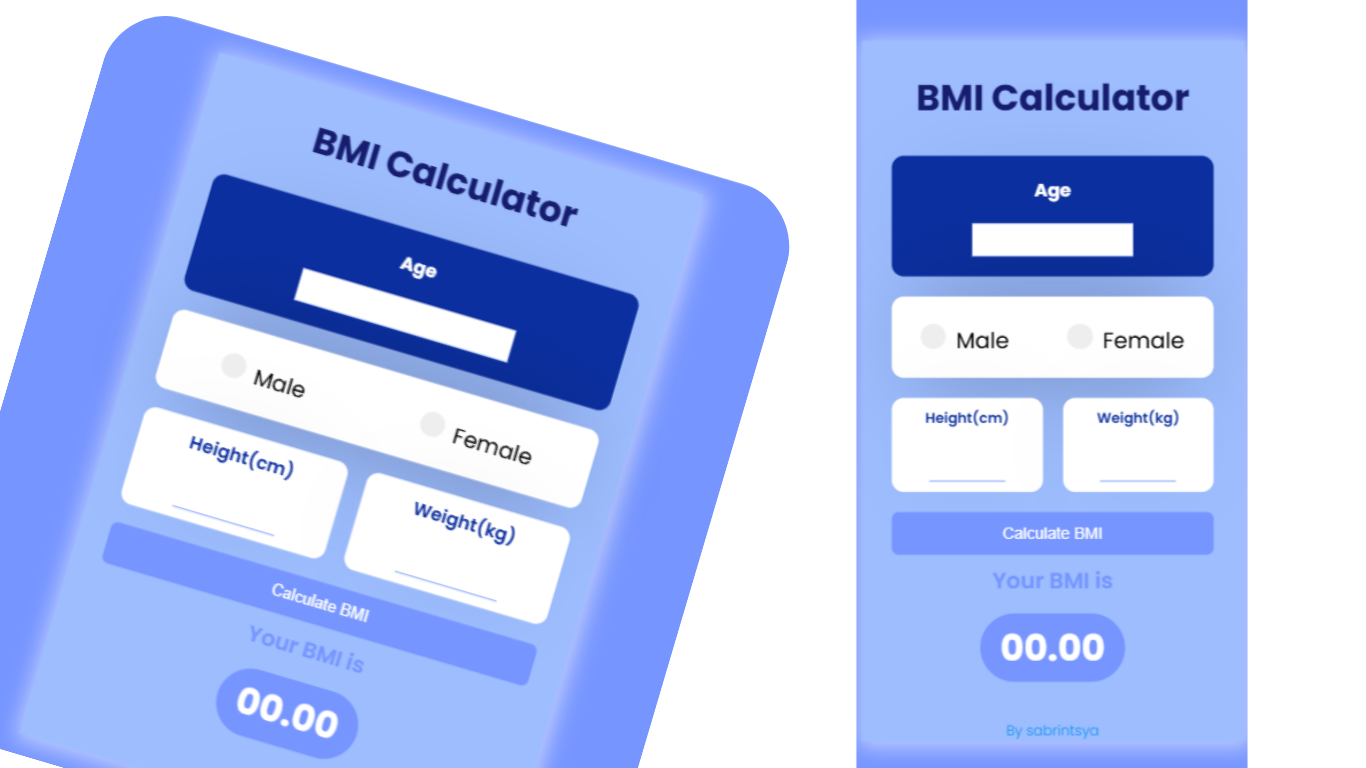 BMI Calculator
Age
Male
Female
Height(cm)
Weight(kg)
Calculate BMI
Your BMI is
00.00
BMI Calculator
Age
Male
Female
Height(cm)
Weight(kg)
Calculate BMI
Your BMI is
00.00
By sabrintsya